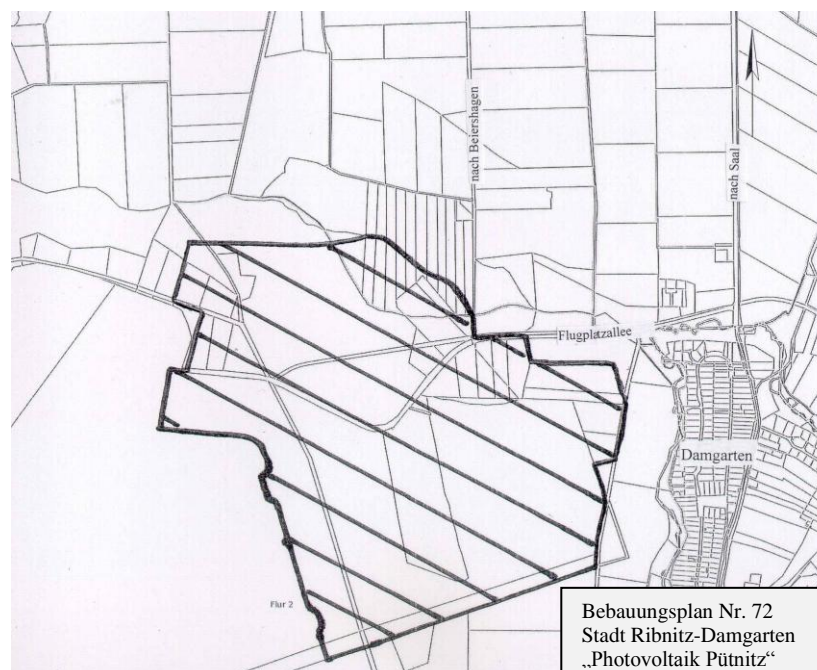 nach Beiershagen
nach Saal
Flugplatzallee
Damgarten
Flur 2
Bebauungsplan Nr. 72
Stadt Ribnitz-Damgarten
„Photovoltaik Pütnitz“